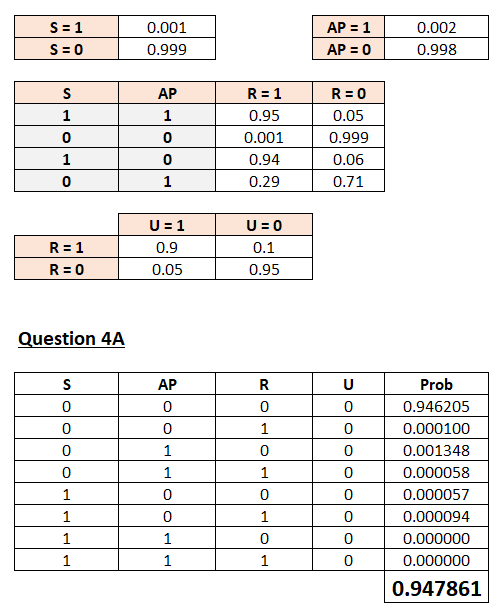 S = 1 0.001 AP = 1 0.002
S = 0 0.999 AP = 0 0.998
S AP R = 1 R = 0
1 1 0.95 0.05
0 0 0.001 0.999
1 0 0.94 0.06
0 1 0.29 0.71
U = 1 U = 0
R = 1 0.9 0.1
R = 0 0.05 0.95
Question 4A
S AP R U Prob
0 0 0 0 0.946205
0 0 1 0 0.000100
0 1 0 0 0.001348
0 1 1 0 0.000058
1 0 0 0 0.000057
1 0 1 0 0.000094
1 1 0 0 0.000000
1 1 1 0 0.000000
0.947861